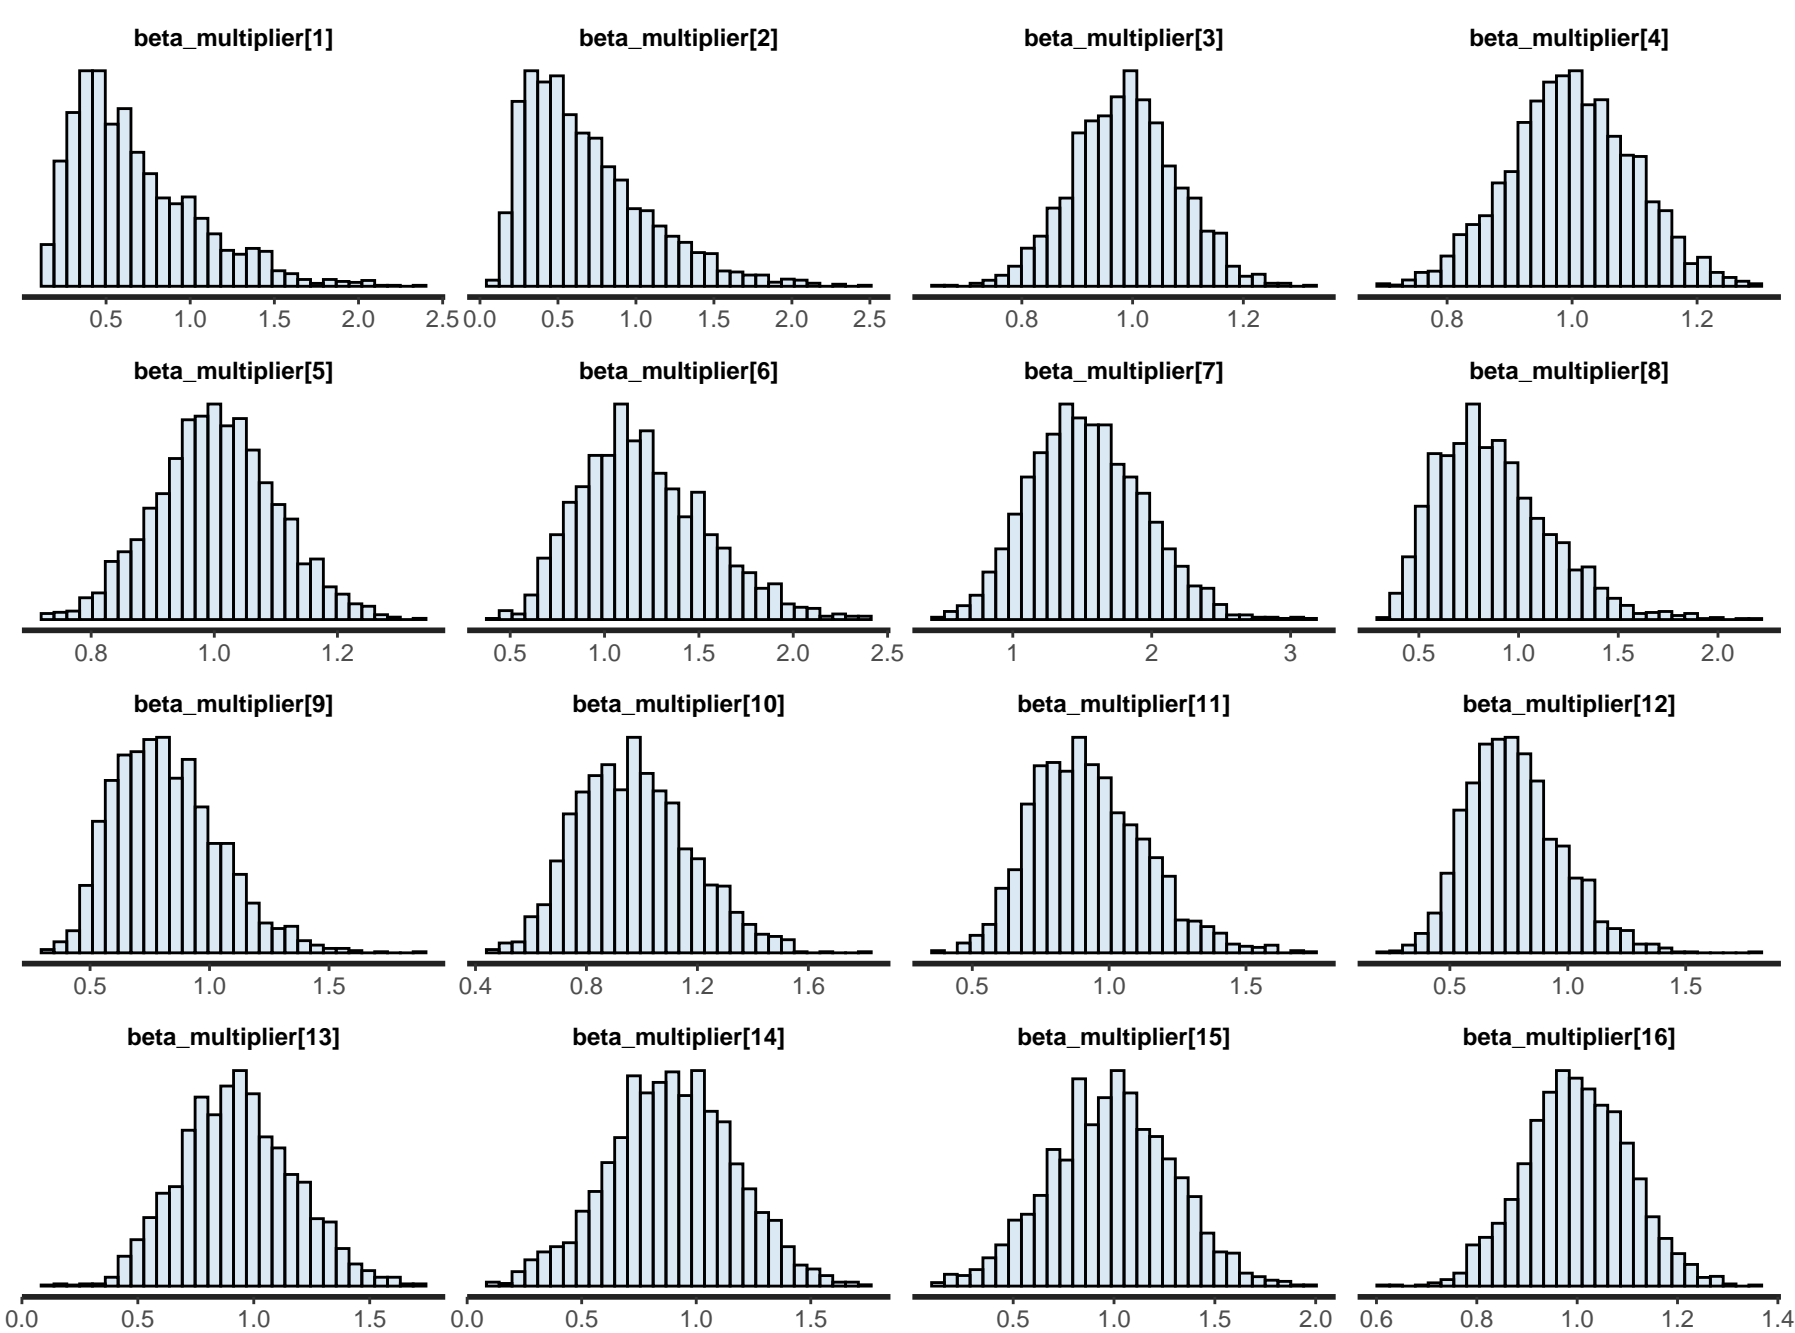 beta_multiplier[1] beta_multiplier[2] beta_multiplier[3] beta_multiplier[4]
0.5 1.0 1.5 2.0 2.5 0.0 0.5 1.0 1.5 2.0 2.5 0.8 1.0 1.2 0.8 1.0 1.2
beta_multiplier[5] beta_multiplier[6] beta_multiplier[7] beta_multiplier[8]
0.8 1.0 1.2 0.5 1.0 1.5 2.0 2.5 1 2 3 0.5 1.0 1.5 2.0
beta_multiplier[9] beta_multiplier[10] beta_multiplier[11] beta_multiplier[12]
0.5 1.0 1.5 0.4 0.8 1.2 1.6 0.5 1.0 1.5 0.5 1.0 1.5
beta_multiplier[13] beta_multiplier[14] beta_multiplier[15] beta_multiplier[16]
0.0 0.5 1.0 1.5 0.0 0.5 1.0 1.5 0.5 1.0 1.5 2.0 0.6 0.8 1.0 1.2 1.4